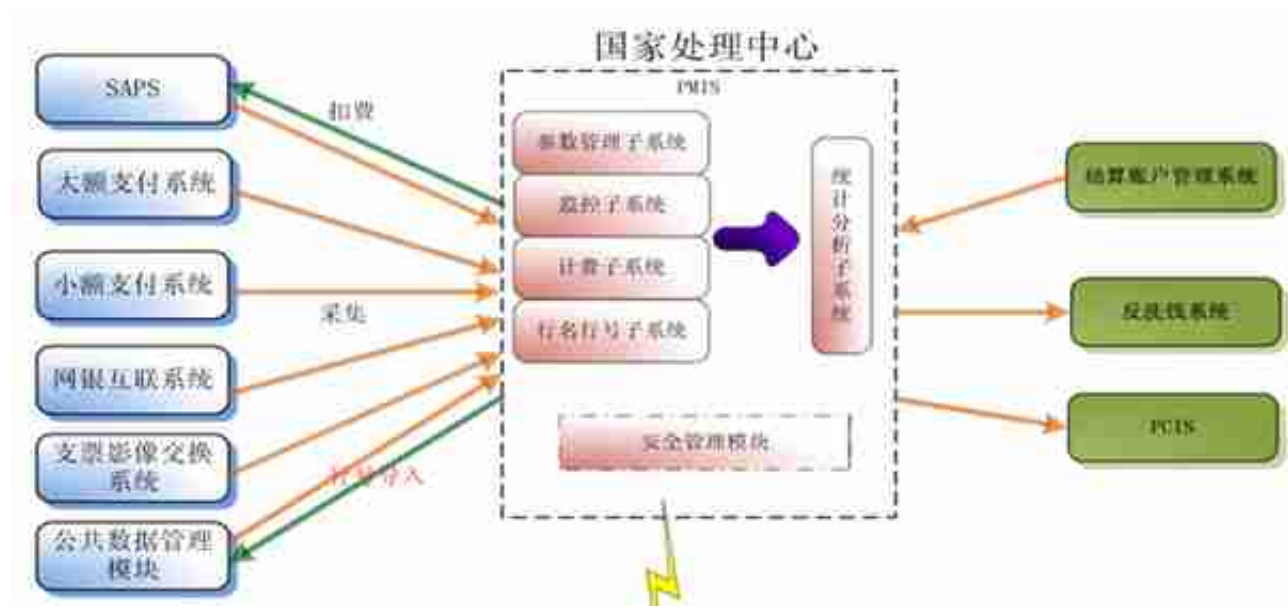 国家处理中心
PMIS
SAPS
扣费
参数管理子系统
大额支付系统
监控子系统
统计分析子系统
结算账户管理系统
计费子系统
小额支付系统
采集
反洗钱系统
行名行号子系统
网银互联系统
PCIS
支票影像交换
系统
安全管理模块
行号导入
公共数据管理
模块